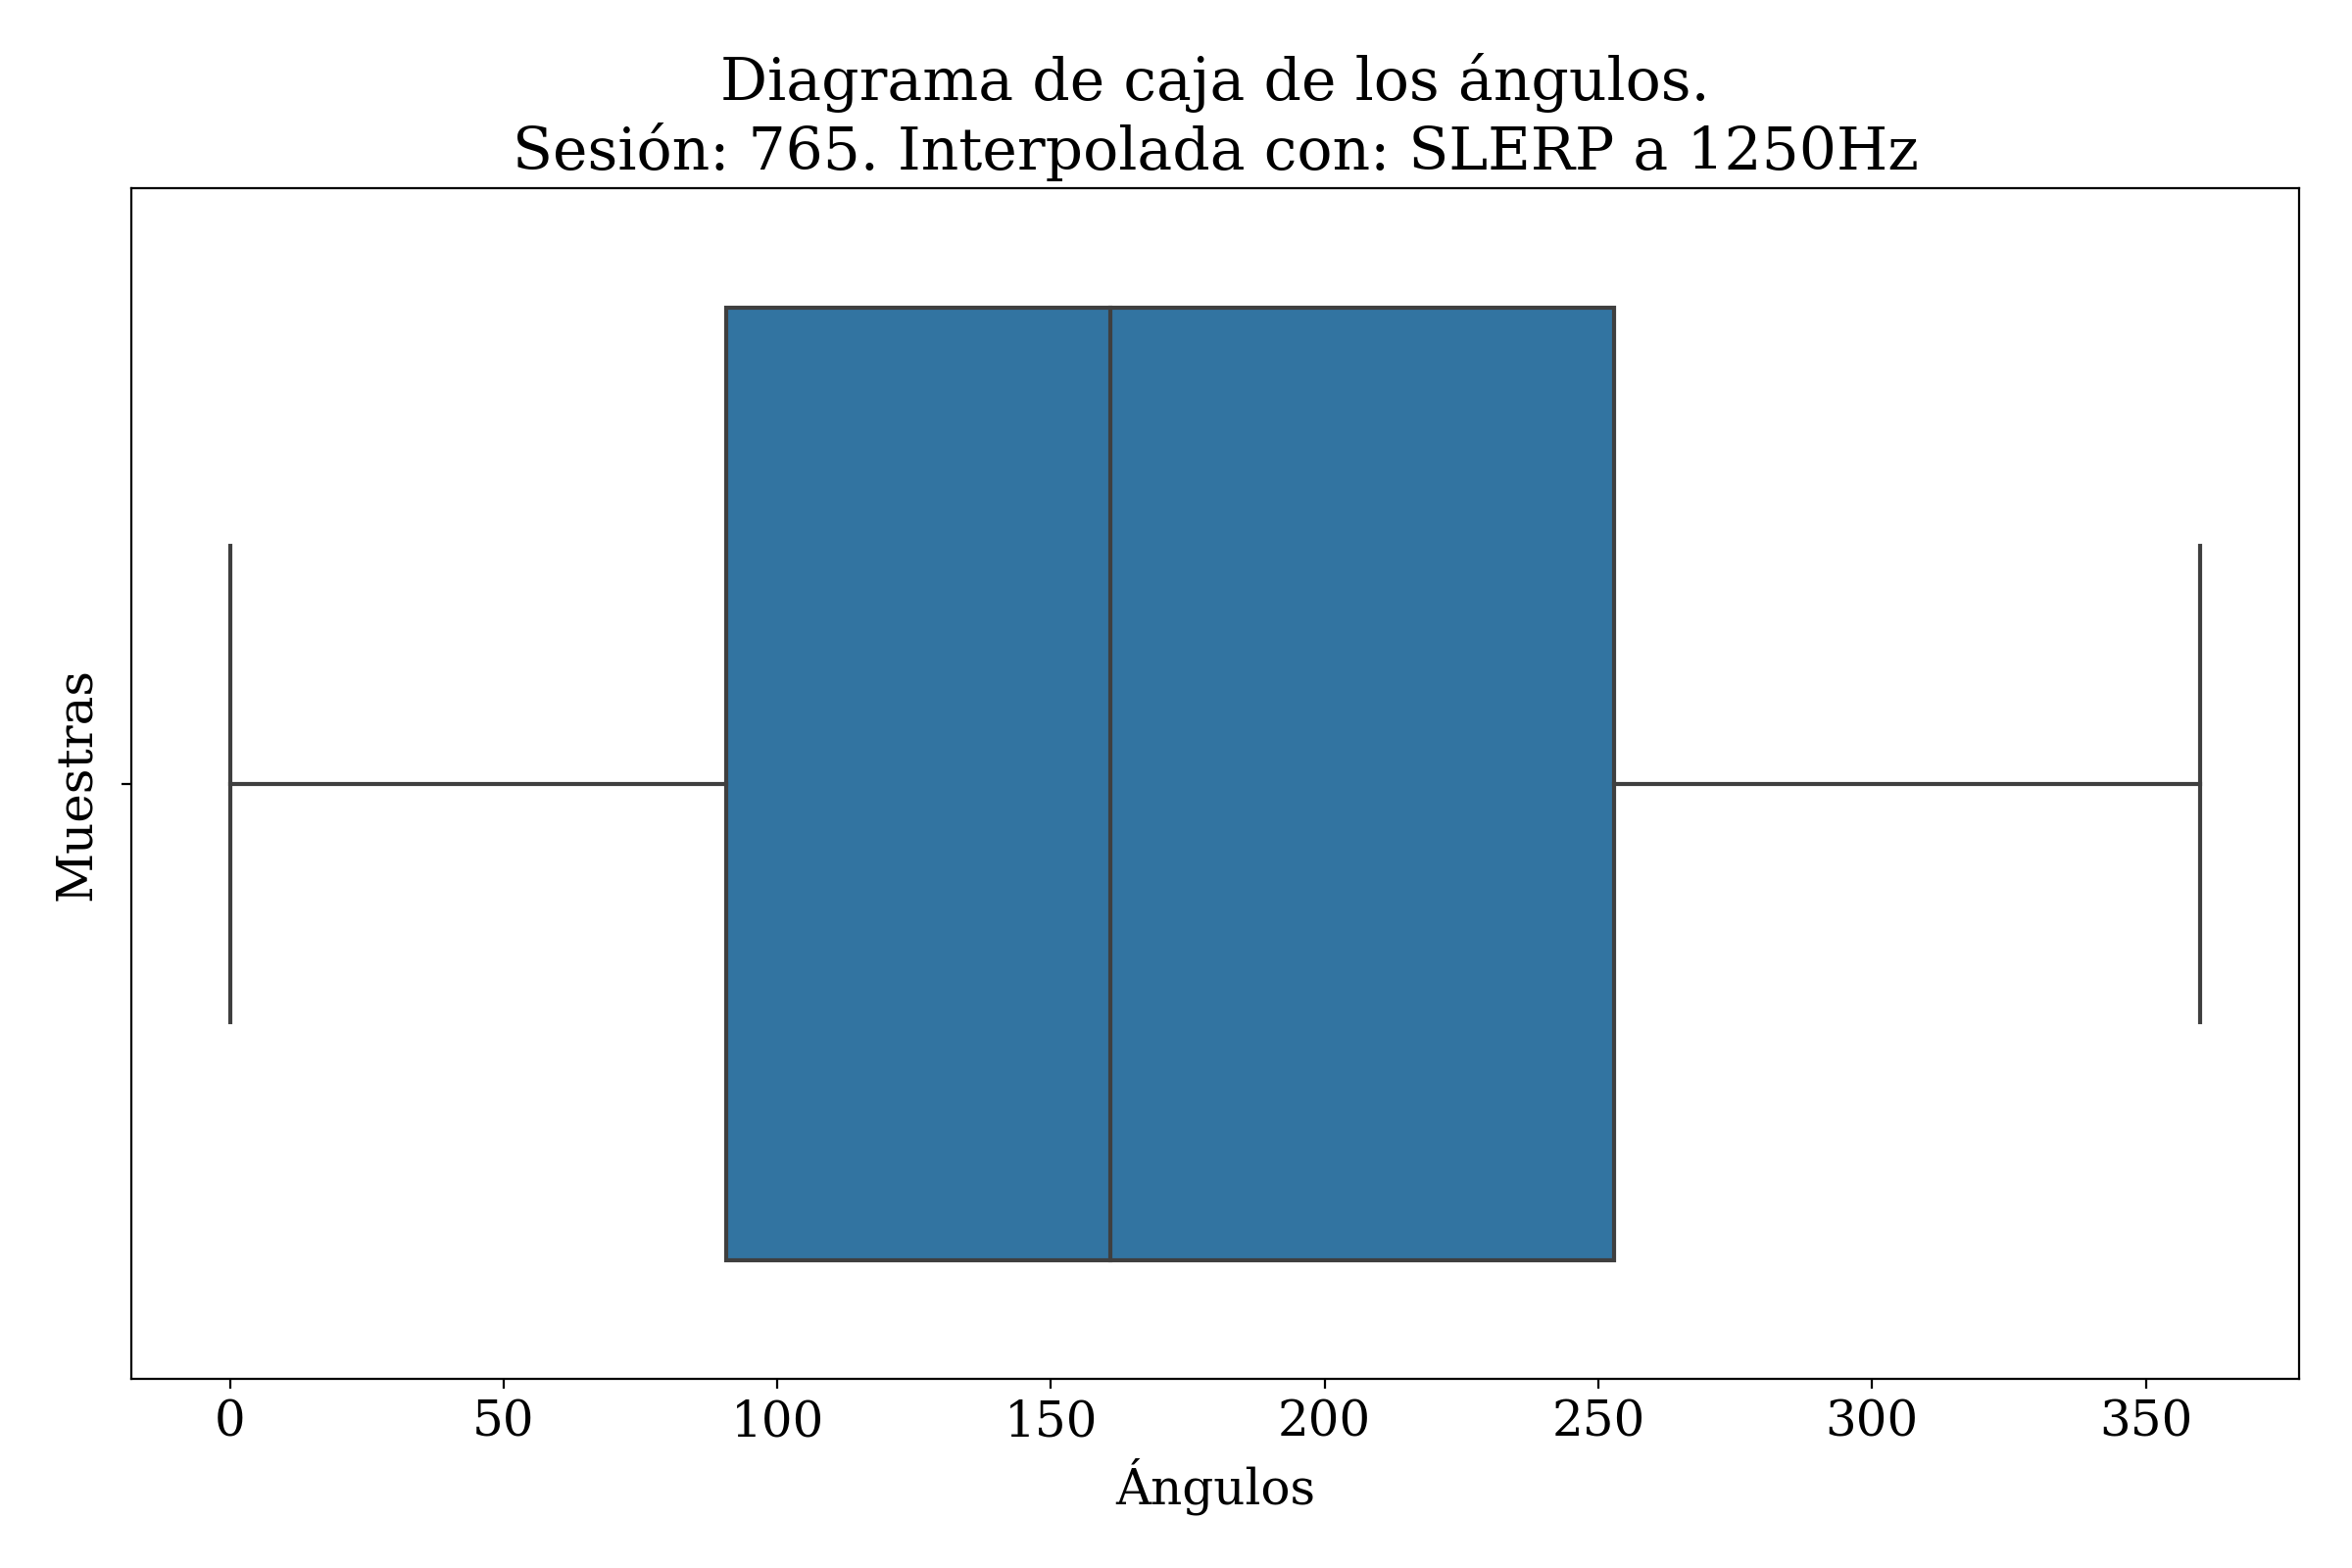 Diagrama de caja de los ángulos.
Sesión: 765. Interpolada con: SLERP a 1250Hz
Muestras
0 50 100 150 200 250 300 350
Ángulos